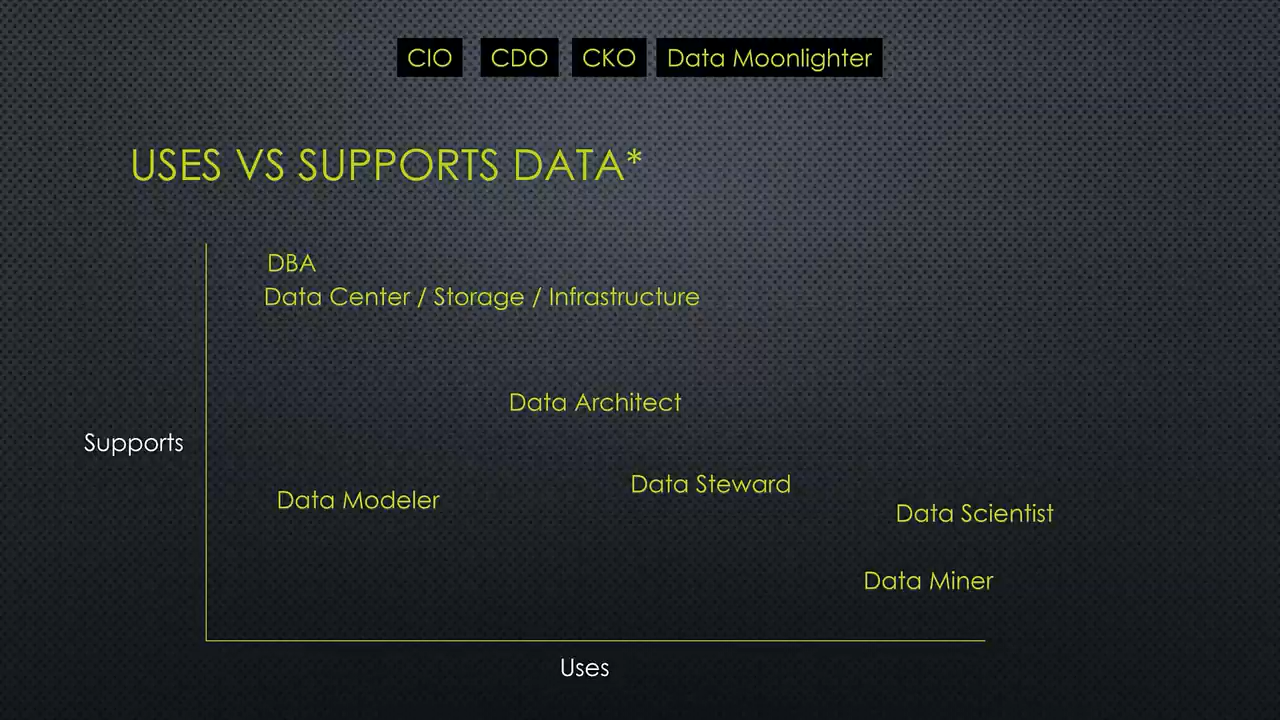 CIO CDO CKO Data Moonlighter
USES VS SUPPORTS DATA*
DBA
Data Center / Storage / Infrastructure
Data Architect
Supports
Data Steward
Data Modeler
Data Scientist
Data Miner
Uses